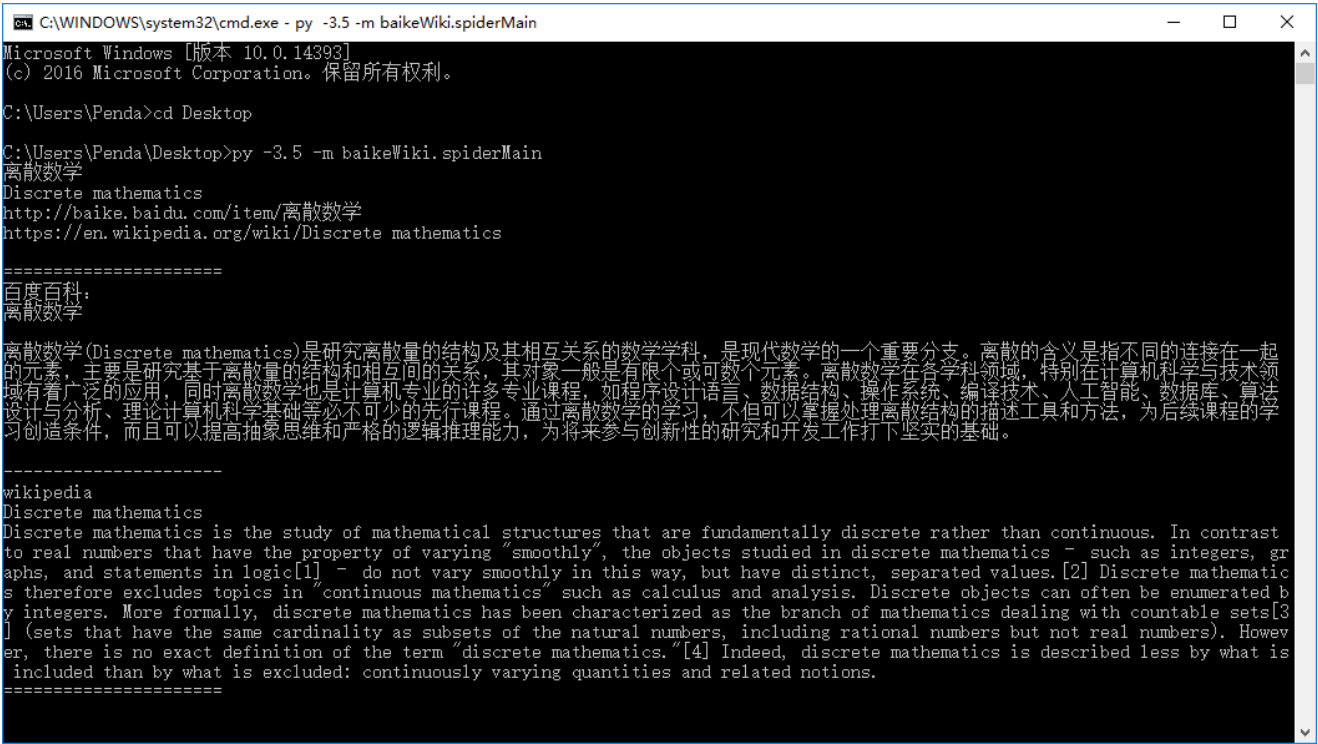 C:\WINDOWS\system32\cmd.exe - py  -3.5 -m baikeWiki.spiderMain
Microsoft Windows [版本 10.0.14393]
(c) 2016 Microsoft Corporation。保留所有权利。
C:\Users\Penda>cd Desktop
C:\Users\Penda\Desktop>py -3.5 -m baikeWiki.spiderMain
离散数学
Discrete mathematics
http://baike.baidu.com/item/离散数学
https://en.wikipedia.org/wiki/Discrete mathematics
======================
百度百科:
离散数学
离散数学(Discrete mathematics)是研究离散量的结构及其相互关系的数学学科，是现代数学的一个重要分支。离散的含义是指不同的连接在一起
的元素，主要是研究基于离散量的结构和相互间的关系，其对象一般是有限个或可数个元素。离散数学在各学科领域，特别在计算机科学与技术领
域有着广泛的应用，同时离散数学也是计算机专业的许多专业课程，如程序设计语言、数据结构、操作系统、编译技术、人工智能、数据库、算法
设计与分析、理论计算机科学基础等必不可少的先行课程。通过离散数学的学习，不但可以掌握处理离散结构的描述工具和方法，为后续课程的学
习创造条件，而且可以提高抽象思维和严格的逻辑推理能力，为将来参与创新性的研究和开发工作打下坚实的基础。
----------------------
wikipedia
Discrete mathematics
Discrete mathematics is the study of mathematical structures that are fundamentally discrete rather than continuous. In contrast
to real numbers that have the property of varying "smoothly", the objects studied in discrete mathematics – such as integers, gr
aphs, and statements in logic[1] – do not vary smoothly in this way, but have distinct, separated values.[2] Discrete mathematic
s therefore excludes topics in "continuous mathematics" such as calculus and analysis. Discrete objects can often be enumerated b
y integers. More formally, discrete mathematics has been characterized as the branch of mathematics dealing with countable sets[3
] (sets that have the same cardinality as subsets of the natural numbers, including rational numbers but not real numbers). Howev
er, there is no exact definition of the term "discrete mathematics."[4] Indeed, discrete mathematics is described less by what is
included than by what is excluded: continuously varying quantities and related notions.
======================